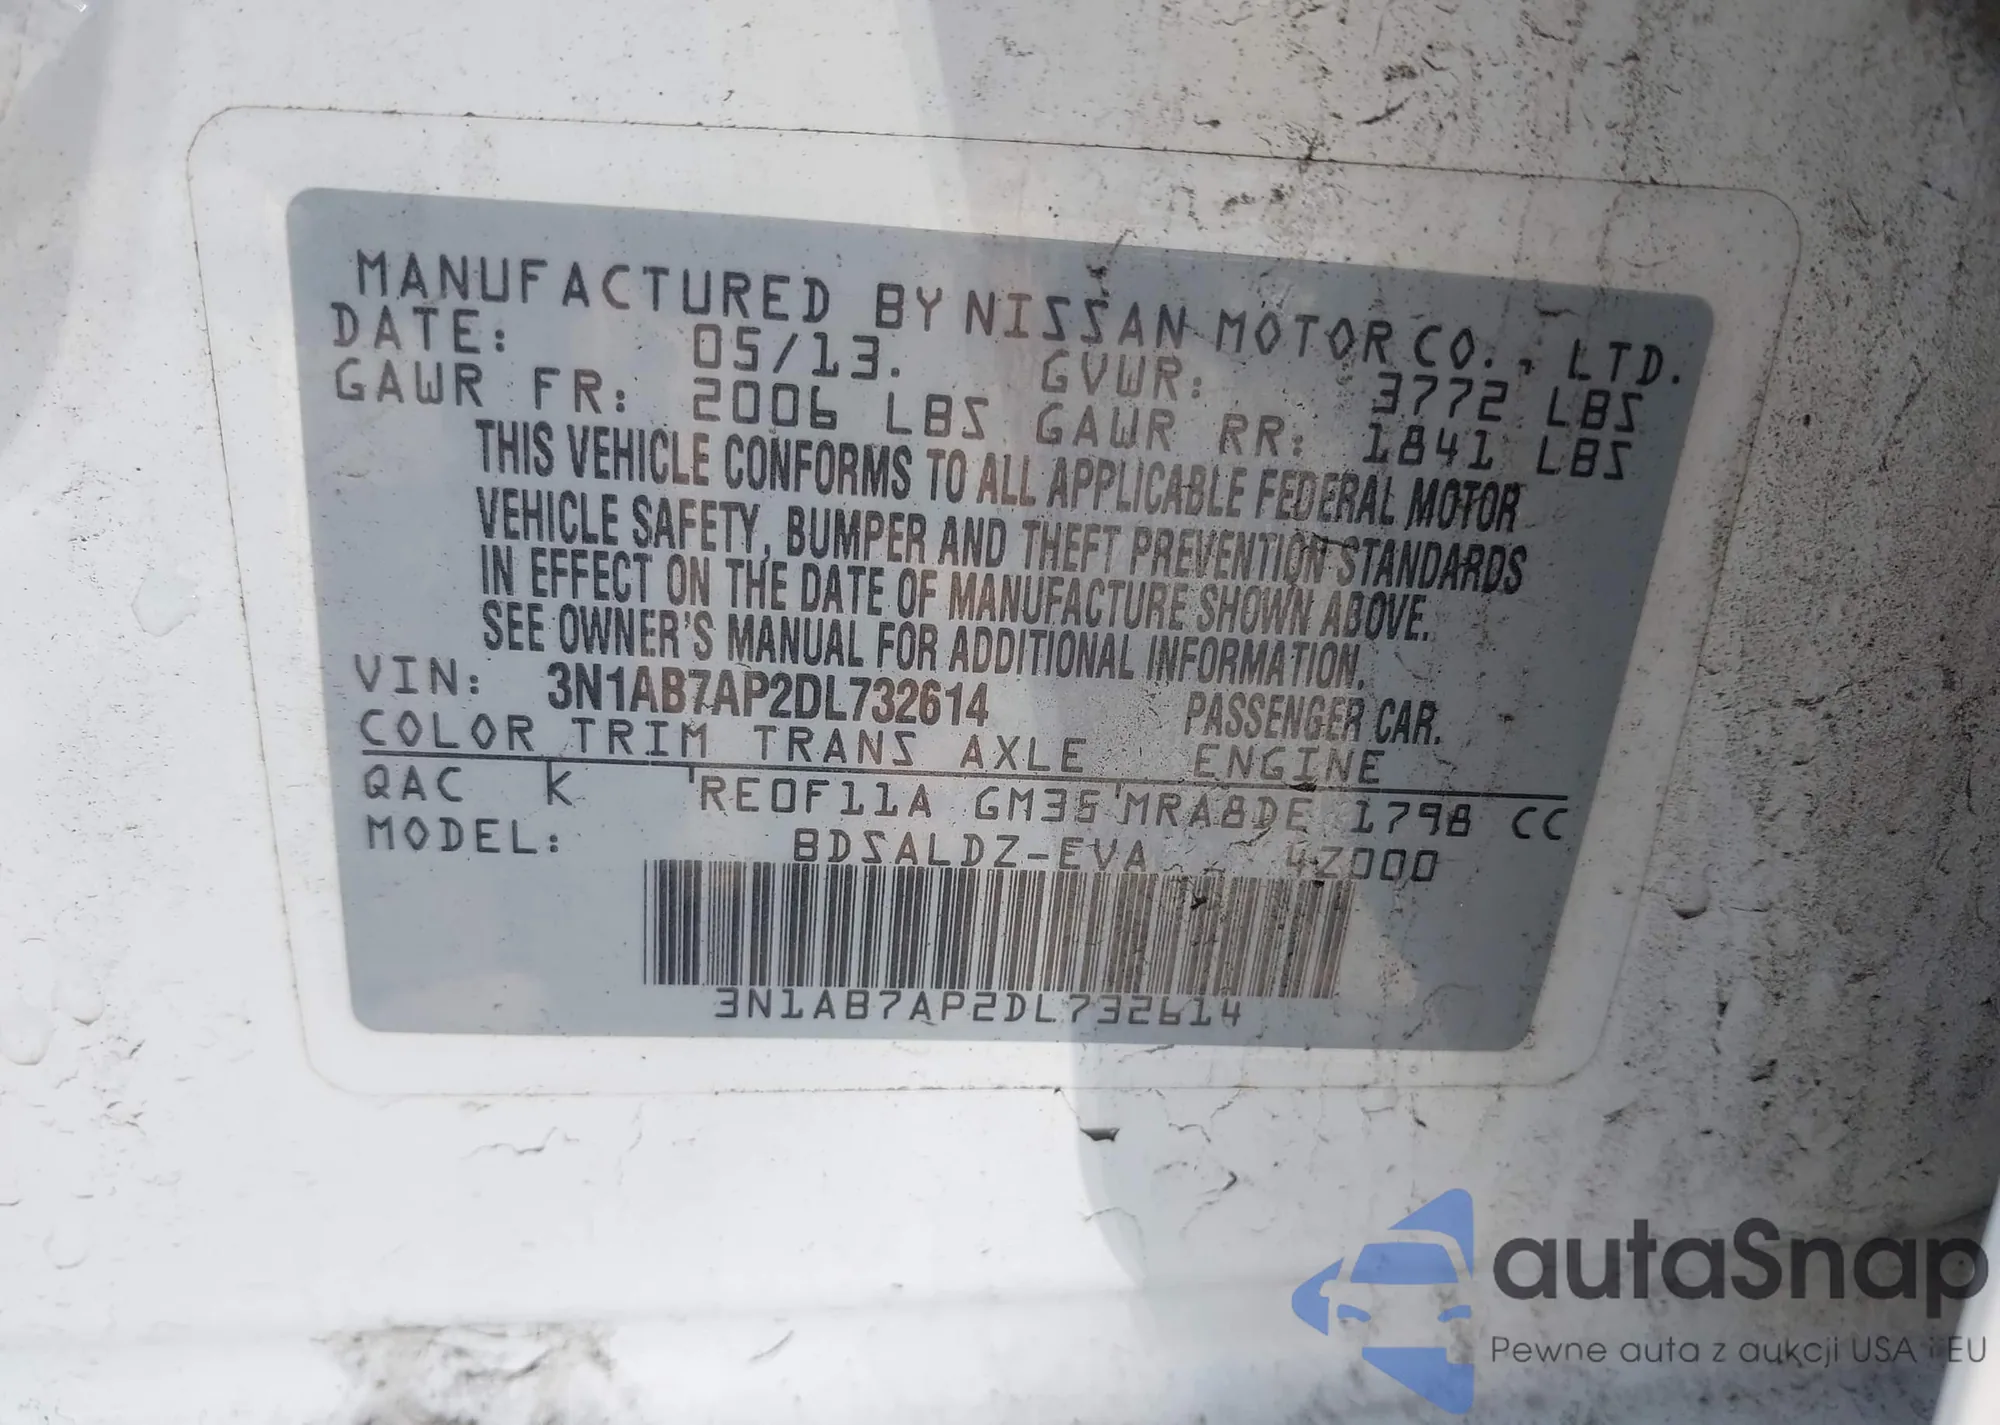 MANUFACTURED BY NISSAN MOTOR CO., LTD.
DATE: 05/13. GVWR: 3772 LBS
GAWR FR: 2006 LBS GAWR RR: 1841 LBS
THIS VEHICLE CONFORMS TO ALL APPLICABLE FEDERAL MOTOR
VEHICLE SAFETY, BUMPER AND THEFT PREVENTION STANDARDS
IN EFFECT ON THE DATE OF MANUFACTURE SHOWN ABOVE.
SEE OWNER'S MANUAL FOR ADDITIONAL INFORMATION.
VIN: 3N1AB7AP2DL732614 PASSENGER CAR.
COLOR TRIM TRANS AXLE ENGINE
QAC K 'RE0F11A GM35'MRA8DE 1798 CC
MODEL: BDSALDZ-EVA 4Z000
3N1AB7AP2DL732614
autaSnap
Pewne auta z aukcji USA i EU